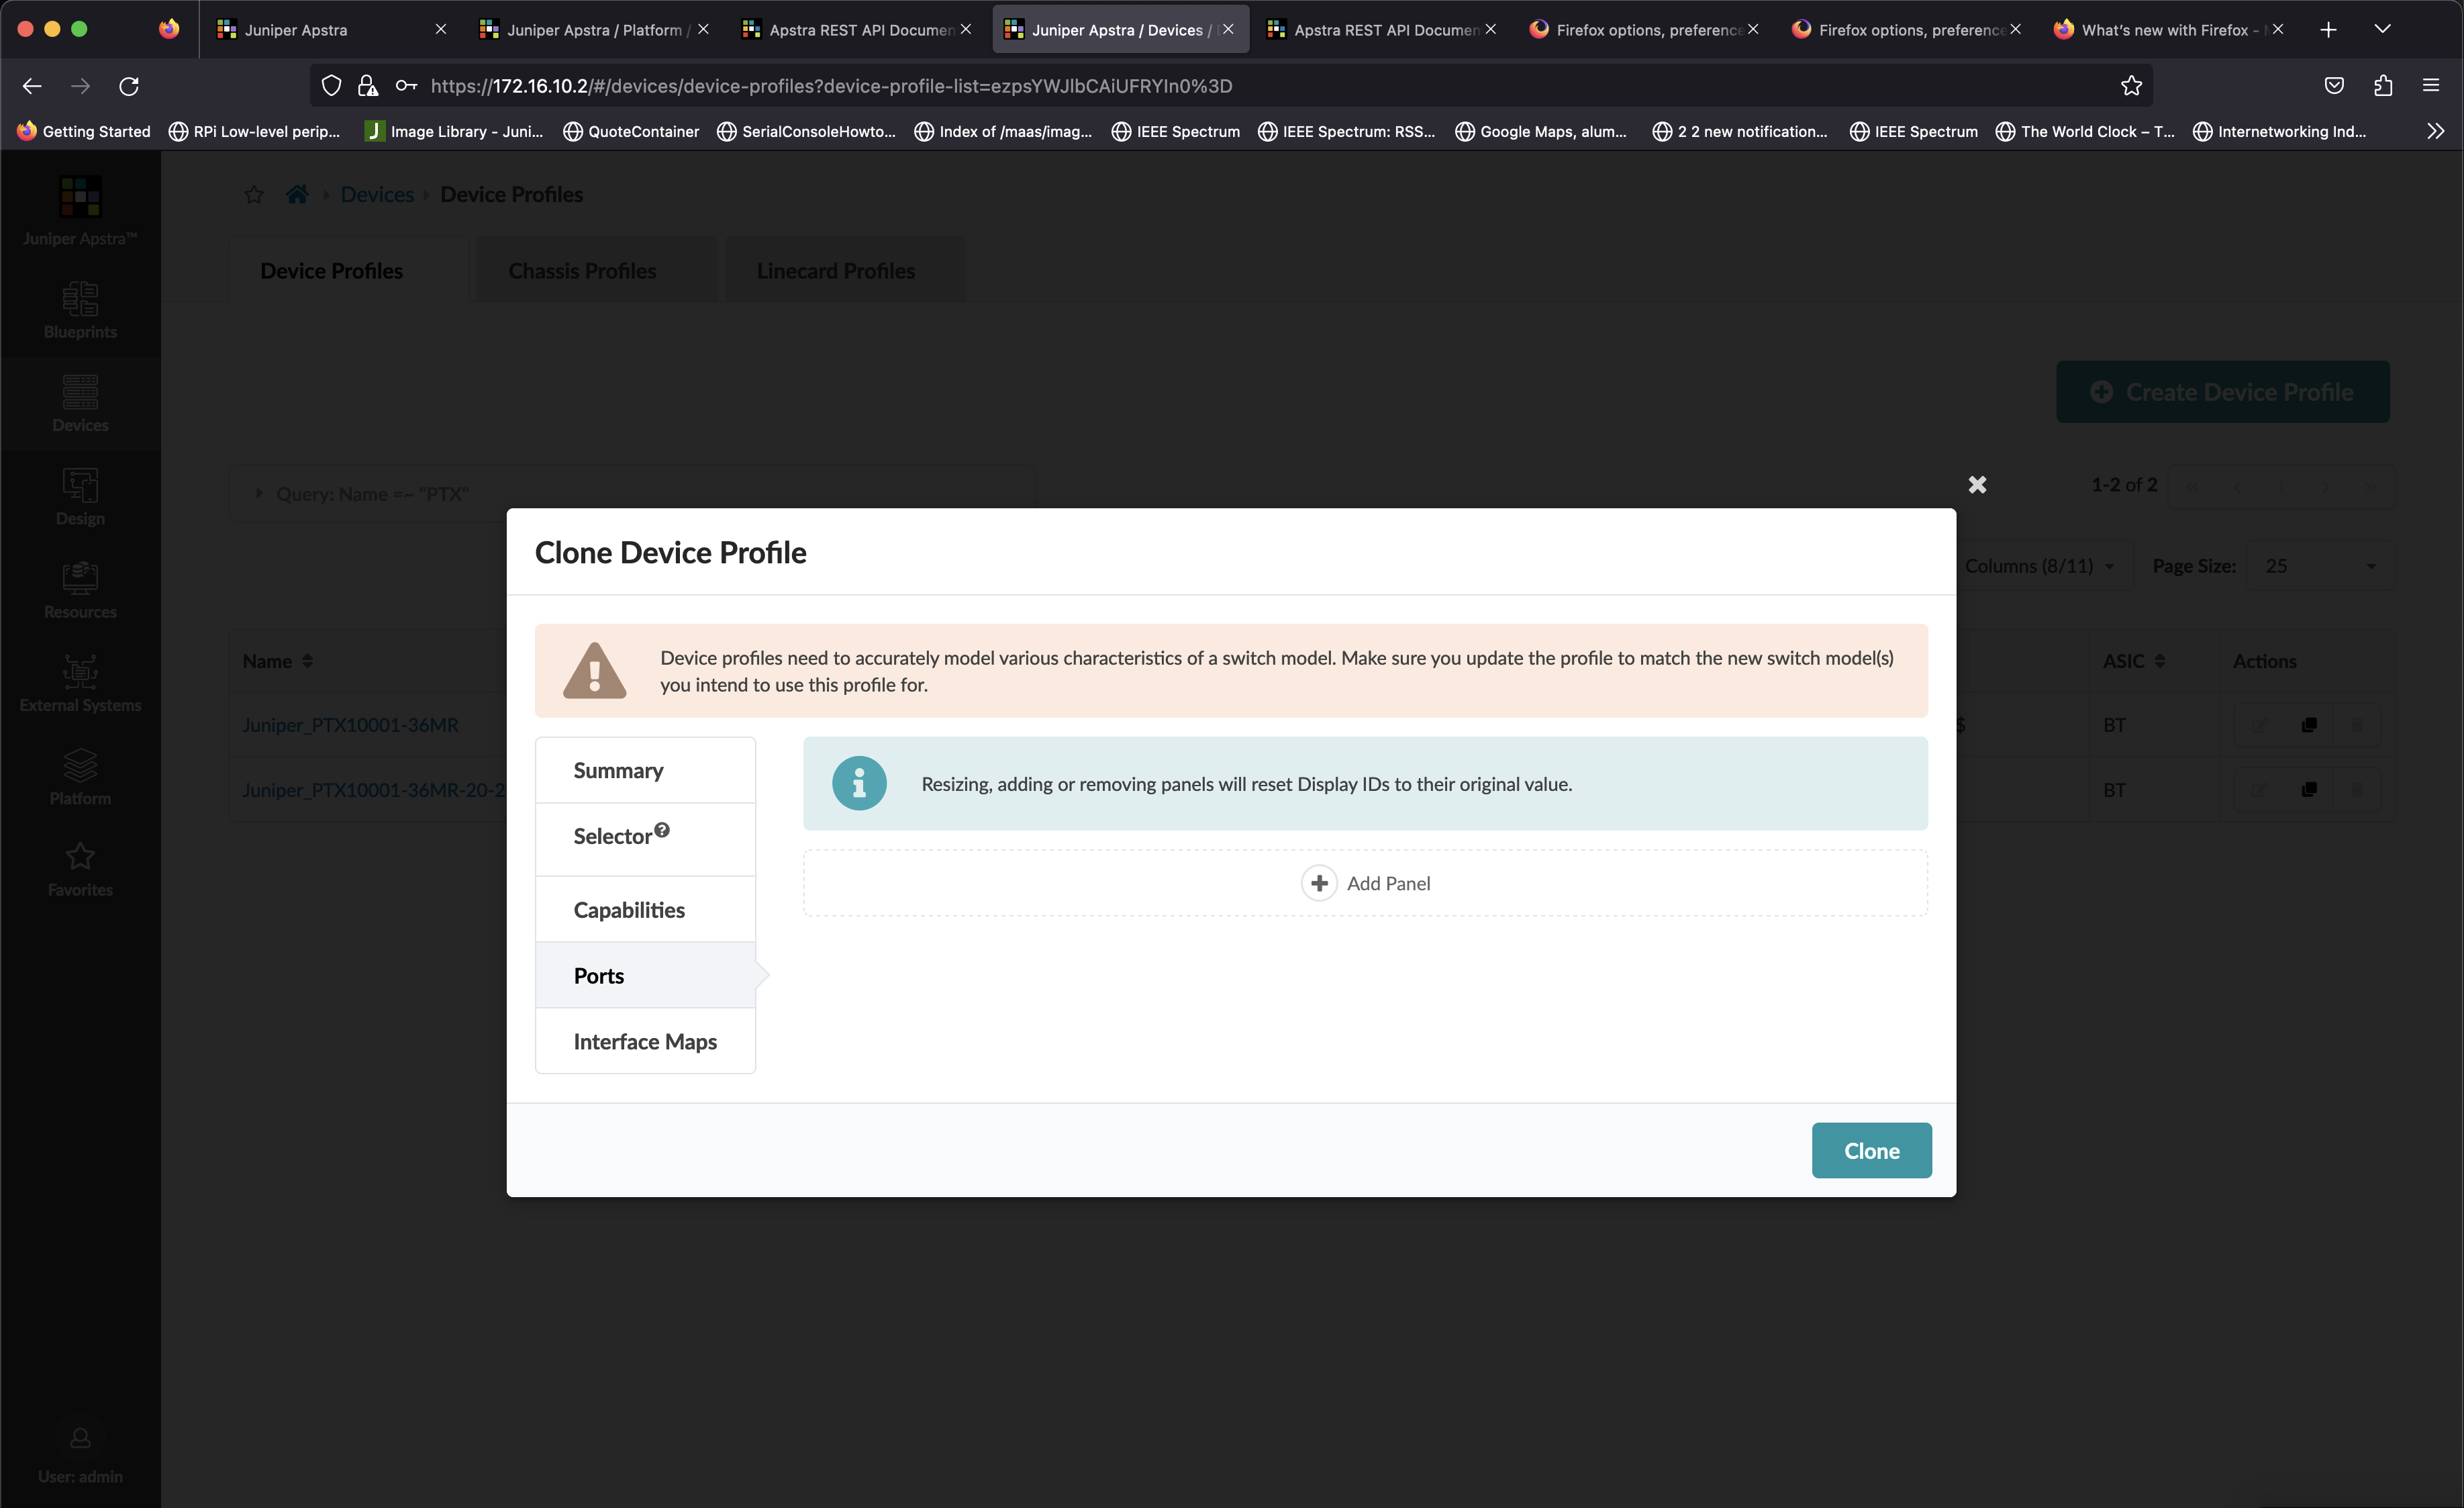 Juniper Apstra
Juniper Apstra / Platform /
Apstra REST API Documen
Juniper Apstra / Devices /
Apstra REST API Documen
Firefox options, preference
Firefox options, preference
What's new with Firefox -
https://172.16.10.2/#/devices/device-profiles?device-profile-list=ezpsYWJlbCAiUFRYIn0%3D
Getting Started
RPi Low-level perip...
Image Library - Juni...
QuoteContainer
SerialConsoleHowto...
Index of /maas/imag...
IEEE Spectrum
IEEE Spectrum: RSS...
Google Maps, alum...
2 2 new notification...
IEEE Spectrum
The World Clock – T...
Internetworking Ind...
Juniper Apstra™
Blueprints
Devices
Design
Resources
External Systems
Platform
Favorites
User: admin
Devices
Device Profiles
Device Profiles
Chassis Profiles
Linecard Profiles
Create Device Profile
Query: Name =~ "PTX"
1-2 of 2
Columns (8/11)
Page Size:
25
Name
ASIC
Actions
Juniper_PTX10001-36MR
$
BT
Juniper_PTX10001-36MR-20-2
BT
Clone Device Profile
Device profiles need to accurately model various characteristics of a switch model. Make sure you update the profile to match the new switch model(s)
you intend to use this profile for.
Summary
Selector
Capabilities
Ports
Interface Maps
Resizing, adding or removing panels will reset Display IDs to their original value.
Add Panel
Clone